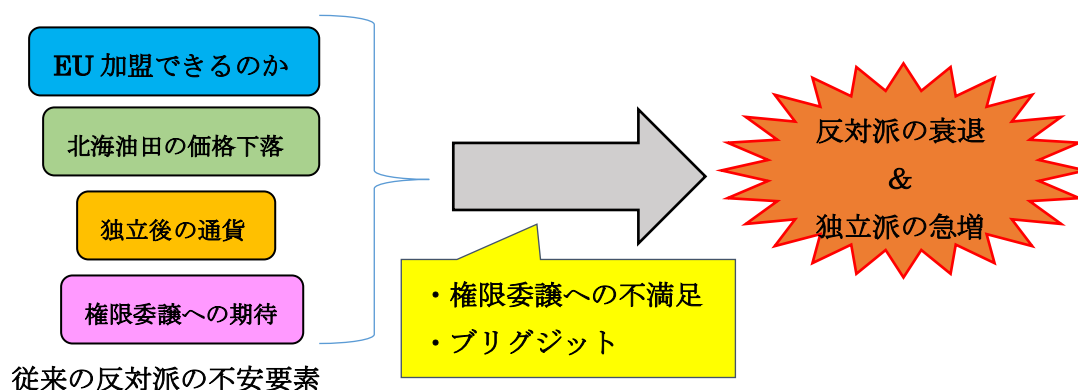 EU 加盟できるのか
北海油田の価格下落
独立後の通貨
権限委譲への期待
従来の反対派の不安要素
・権限委譲への不満足
・ブリグジット
反対派の衰退
&
独立派の急増